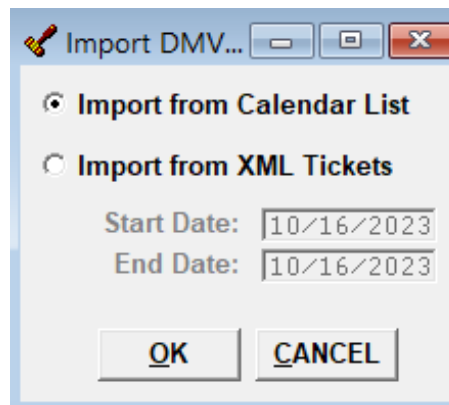 Import DMV...
Import from Calendar List
Import from XML Tickets
Start Date: 10/16/2023
End Date: 10/16/2023
OK CANCEL